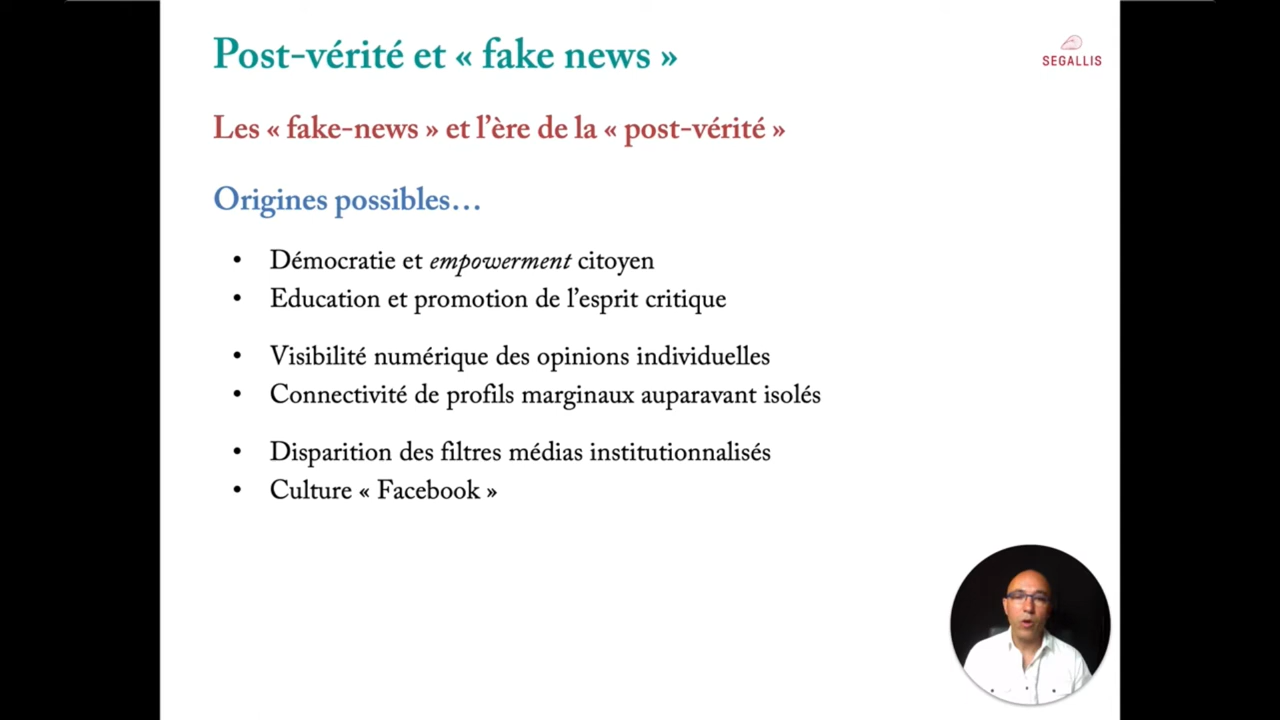 Post-vérité et « fake news »
SEGALLIS
Les « fake-news » et l'ère de la « post-vérité »
Origines possibles…
• Démocratie et empowerment citoyen
• Education et promotion de l'esprit critique
• Visibilité numérique des opinions individuelles
• Connectivité de profils marginaux auparavant isolés
• Disparition des filtres médias institutionnalisés
• Culture « Facebook »